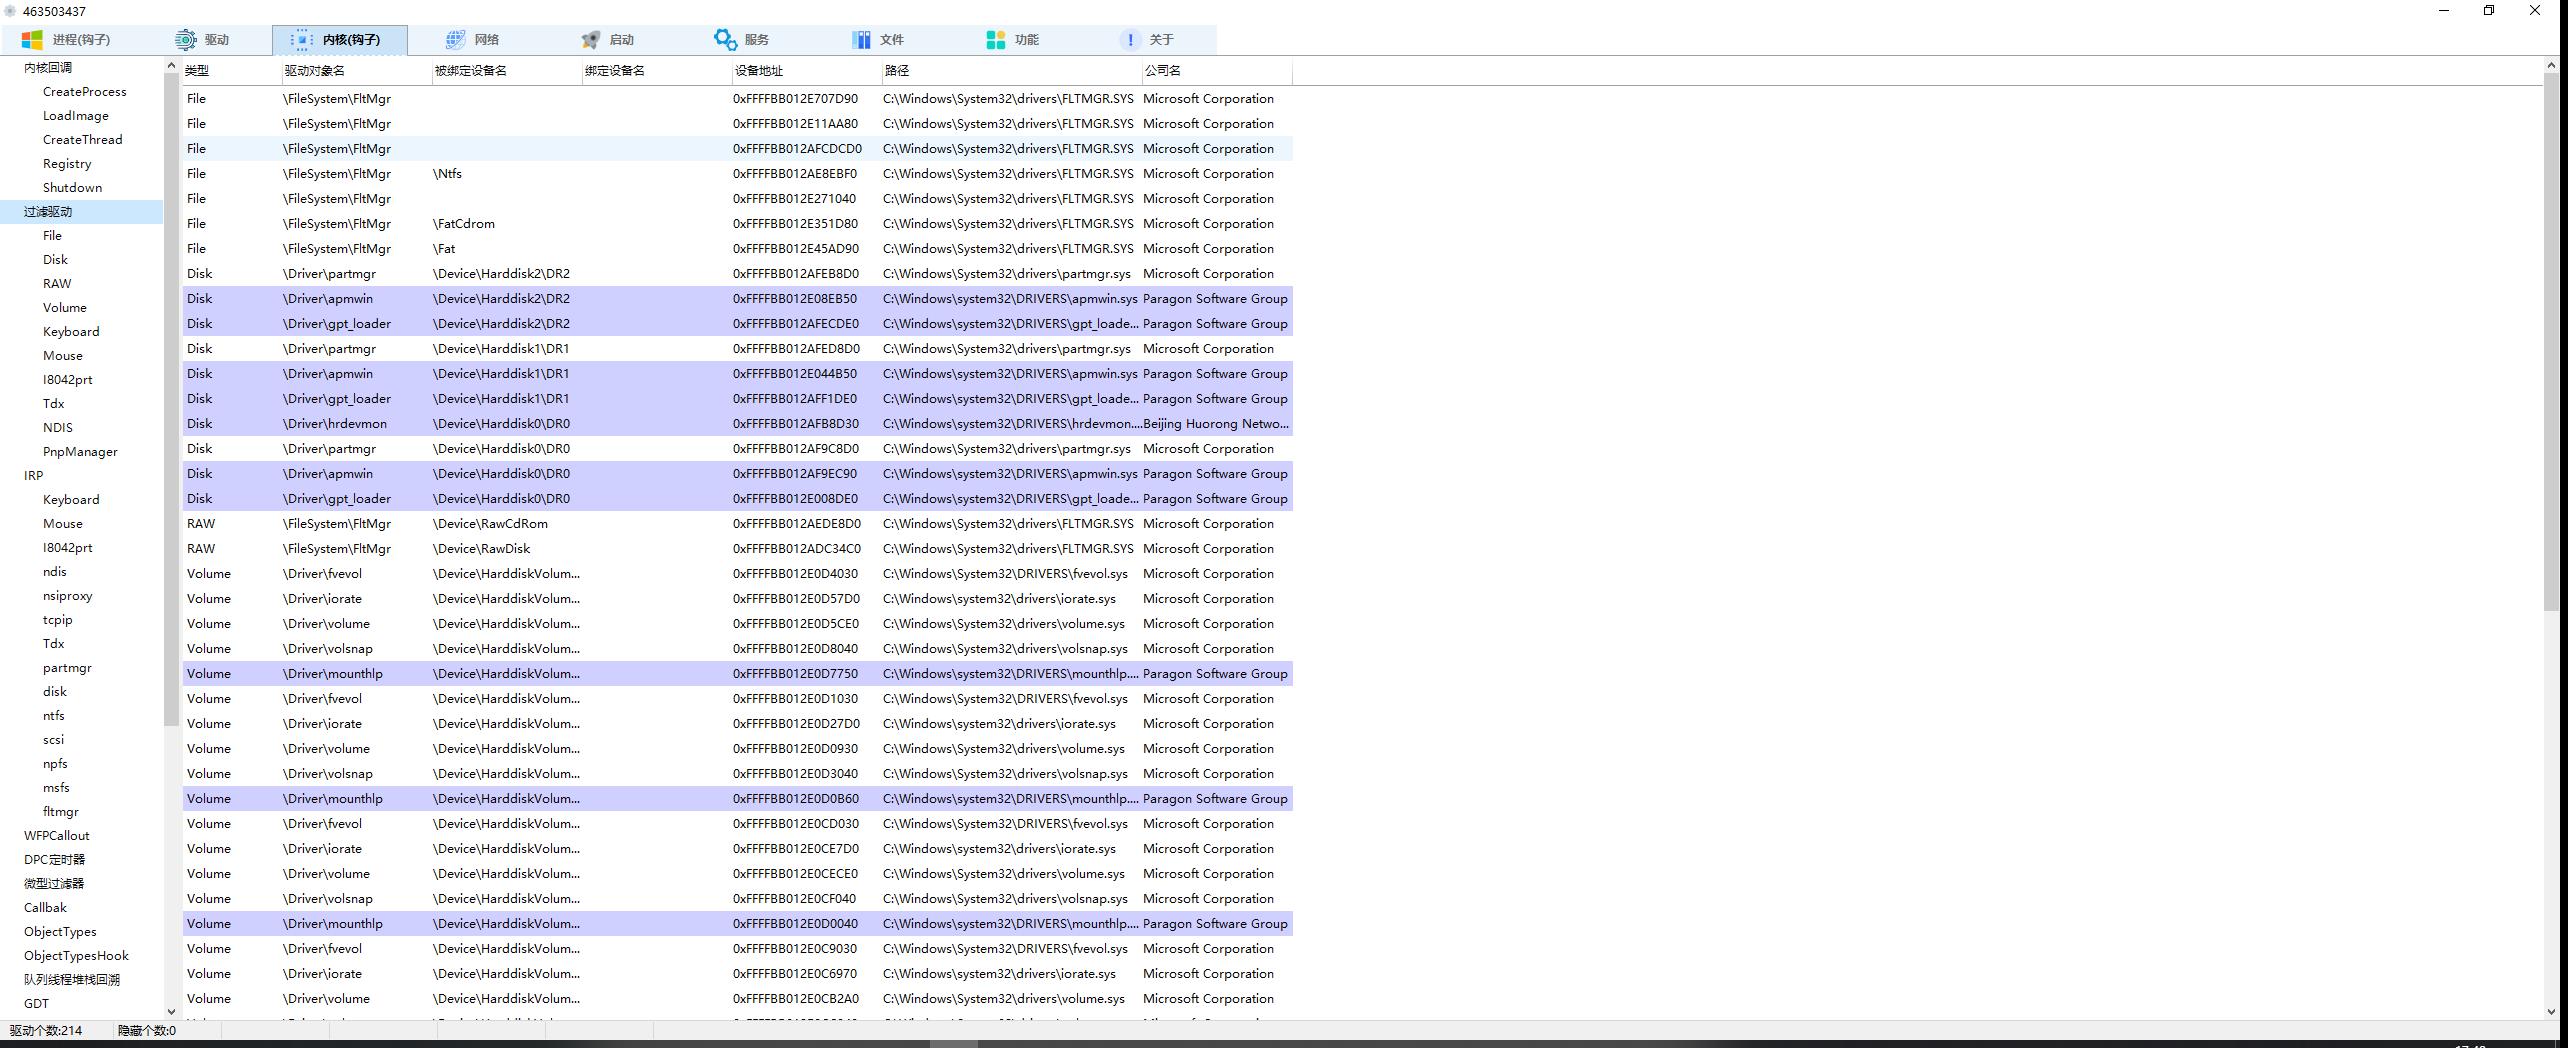 463503437
进程(钩子) 驱动 内核(钩子) 网络 启动 服务 文件 功能 关于
内核回调
CreateProcess
LoadImage
CreateThread
Registry
Shutdown
过滤驱动
File
Disk
RAW
Volume
Keyboard
Mouse
I8042prt
Tdx
NDIS
PnpManager
IRP
Keyboard
Mouse
I8042prt
ndis
nsiproxy
tcpip
Tdx
partmgr
disk
ntfs
scsi
npfs
msfs
fltmgr
WFPCallout
DPC定时器
微型过滤器
Callbak
ObjectTypes
ObjectTypesHook
队列线程堆栈回溯
GDT
类型 驱动对象名 被绑定设备名 绑定设备名 设备地址 路径 公司名
File \FileSystem\FltMgr 0xFFFFBB012E707D90 C:\Windows\System32\drivers\FLTMGR.SYS Microsoft Corporation
File \FileSystem\FltMgr 0xFFFFBB012E11AA80 C:\Windows\System32\drivers\FLTMGR.SYS Microsoft Corporation
File \FileSystem\FltMgr 0xFFFFBB012AFCDCD0 C:\Windows\System32\drivers\FLTMGR.SYS Microsoft Corporation
File \FileSystem\FltMgr \Ntfs 0xFFFFBB012AE8EBF0 C:\Windows\System32\drivers\FLTMGR.SYS Microsoft Corporation
File \FileSystem\FltMgr 0xFFFFBB012E271040 C:\Windows\System32\drivers\FLTMGR.SYS Microsoft Corporation
File \FileSystem\FltMgr \FatCdrom 0xFFFFBB012E351D80 C:\Windows\System32\drivers\FLTMGR.SYS Microsoft Corporation
File \FileSystem\FltMgr \Fat 0xFFFFBB012E45AD90 C:\Windows\System32\drivers\FLTMGR.SYS Microsoft Corporation
Disk \Driver\partmgr \Device\Harddisk2\DR2 0xFFFFBB012AFEB8D0 C:\Windows\System32\drivers\partmgr.sys Microsoft Corporation
Disk \Driver\apmwin \Device\Harddisk2\DR2 0xFFFFBB012E08EB50 C:\Windows\system32\DRIVERS\apmwin.sys Paragon Software Group
Disk \Driver\gpt_loader \Device\Harddisk2\DR2 0xFFFFBB012AFECDE0 C:\Windows\system32\DRIVERS\gpt_loade... Paragon Software Group
Disk \Driver\partmgr \Device\Harddisk1\DR1 0xFFFFBB012AFED8D0 C:\Windows\System32\drivers\partmgr.sys Microsoft Corporation
Disk \Driver\apmwin \Device\Harddisk1\DR1 0xFFFFBB012E044B50 C:\Windows\system32\DRIVERS\apmwin.sys Paragon Software Group
Disk \Driver\gpt_loader \Device\Harddisk1\DR1 0xFFFFBB012AFF1DE0 C:\Windows\system32\DRIVERS\gpt_loade... Paragon Software Group
Disk \Driver\hrdevmon \Device\Harddisk0\DR0 0xFFFFBB012AFB8D30 C:\Windows\system32\DRIVERS\hrdevmon.... Beijing Huorong Netwo...
Disk \Driver\partmgr \Device\Harddisk0\DR0 0xFFFFBB012AF9C8D0 C:\Windows\System32\drivers\partmgr.sys Microsoft Corporation
Disk \Driver\apmwin \Device\Harddisk0\DR0 0xFFFFBB012AF9EC90 C:\Windows\system32\DRIVERS\apmwin.sys Paragon Software Group
Disk \Driver\gpt_loader \Device\Harddisk0\DR0 0xFFFFBB012E008DE0 C:\Windows\system32\DRIVERS\gpt_loade... Paragon Software Group
RAW \FileSystem\FltMgr \Device\RawCdRom 0xFFFFBB012AEDE8D0 C:\Windows\System32\drivers\FLTMGR.SYS Microsoft Corporation
RAW \FileSystem\FltMgr \Device\RawDisk 0xFFFFBB012ADC34C0 C:\Windows\System32\drivers\FLTMGR.SYS Microsoft Corporation
Volume \Driver\fvevol \Device\HarddiskVolum... 0xFFFFBB012E0D4030 C:\Windows\System32\DRIVERS\fvevol.sys Microsoft Corporation
Volume \Driver\iorate \Device\HarddiskVolum... 0xFFFFBB012E0D57D0 C:\Windows\system32\drivers\iorate.sys Microsoft Corporation
Volume \Driver\volume \Device\HarddiskVolum... 0xFFFFBB012E0D5CE0 C:\Windows\System32\drivers\volume.sys Microsoft Corporation
Volume \Driver\volsnap \Device\HarddiskVolum... 0xFFFFBB012E0D8040 C:\Windows\System32\drivers\volsnap.sys Microsoft Corporation
Volume \Driver\mounthlp \Device\HarddiskVolum... 0xFFFFBB012E0D7750 C:\Windows\system32\DRIVERS\mounthlp.... Paragon Software Group
Volume \Driver\fvevol \Device\HarddiskVolum... 0xFFFFBB012E0D1030 C:\Windows\System32\DRIVERS\fvevol.sys Microsoft Corporation
Volume \Driver\iorate \Device\HarddiskVolum... 0xFFFFBB012E0D27D0 C:\Windows\system32\drivers\iorate.sys Microsoft Corporation
Volume \Driver\volume \Device\HarddiskVolum... 0xFFFFBB012E0D0930 C:\Windows\System32\drivers\volume.sys Microsoft Corporation
Volume \Driver\volsnap \Device\HarddiskVolum... 0xFFFFBB012E0D3040 C:\Windows\System32\drivers\volsnap.sys Microsoft Corporation
Volume \Driver\mounthlp \Device\HarddiskVolum... 0xFFFFBB012E0D0B60 C:\Windows\system32\DRIVERS\mounthlp.... Paragon Software Group
Volume \Driver\fvevol \Device\HarddiskVolum... 0xFFFFBB012E0CD030 C:\Windows\System32\DRIVERS\fvevol.sys Microsoft Corporation
Volume \Driver\iorate \Device\HarddiskVolum... 0xFFFFBB012E0CE7D0 C:\Windows\system32\drivers\iorate.sys Microsoft Corporation
Volume \Driver\volume \Device\HarddiskVolum... 0xFFFFBB012E0CECE0 C:\Windows\System32\drivers\volume.sys Microsoft Corporation
Volume \Driver\volsnap \Device\HarddiskVolum... 0xFFFFBB012E0CF040 C:\Windows\System32\drivers\volsnap.sys Microsoft Corporation
Volume \Driver\mounthlp \Device\HarddiskVolum... 0xFFFFBB012E0D0040 C:\Windows\system32\DRIVERS\mounthlp.... Paragon Software Group
Volume \Driver\fvevol \Device\HarddiskVolum... 0xFFFFBB012E0C9030 C:\Windows\System32\DRIVERS\fvevol.sys Microsoft Corporation
Volume \Driver\iorate \Device\HarddiskVolum... 0xFFFFBB012E0C6970 C:\Windows\system32\drivers\iorate.sys Microsoft Corporation
Volume \Driver\volume \Device\HarddiskVolum... 0xFFFFBB012E0CB2A0 C:\Windows\System32\drivers\volume.sys Microsoft Corporation
驱动个数:214 隐藏个数:0